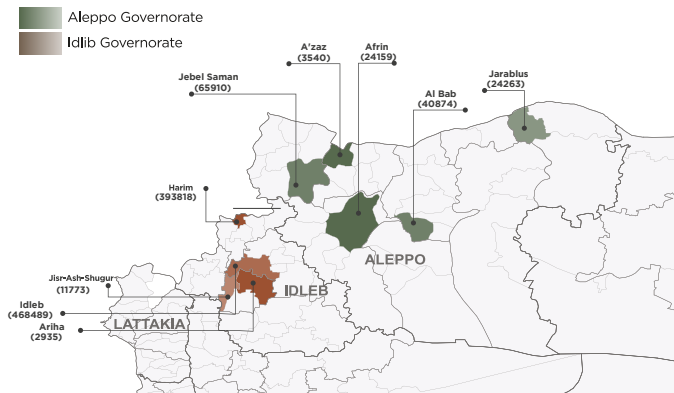 Aleppo Governorate
Idlib Governorate
A'zaz
(3540)
Afrin
(24159)
Jebel Saman
(65910)
Al Bab
(40874)
Jarablus
(24263)
Harim
(393818)
ALEPPO
Jisr-Ash-Shugur
(11773)
IDLEB
Idleb
(468489)
LATTAKIA
Ariha
(2935)